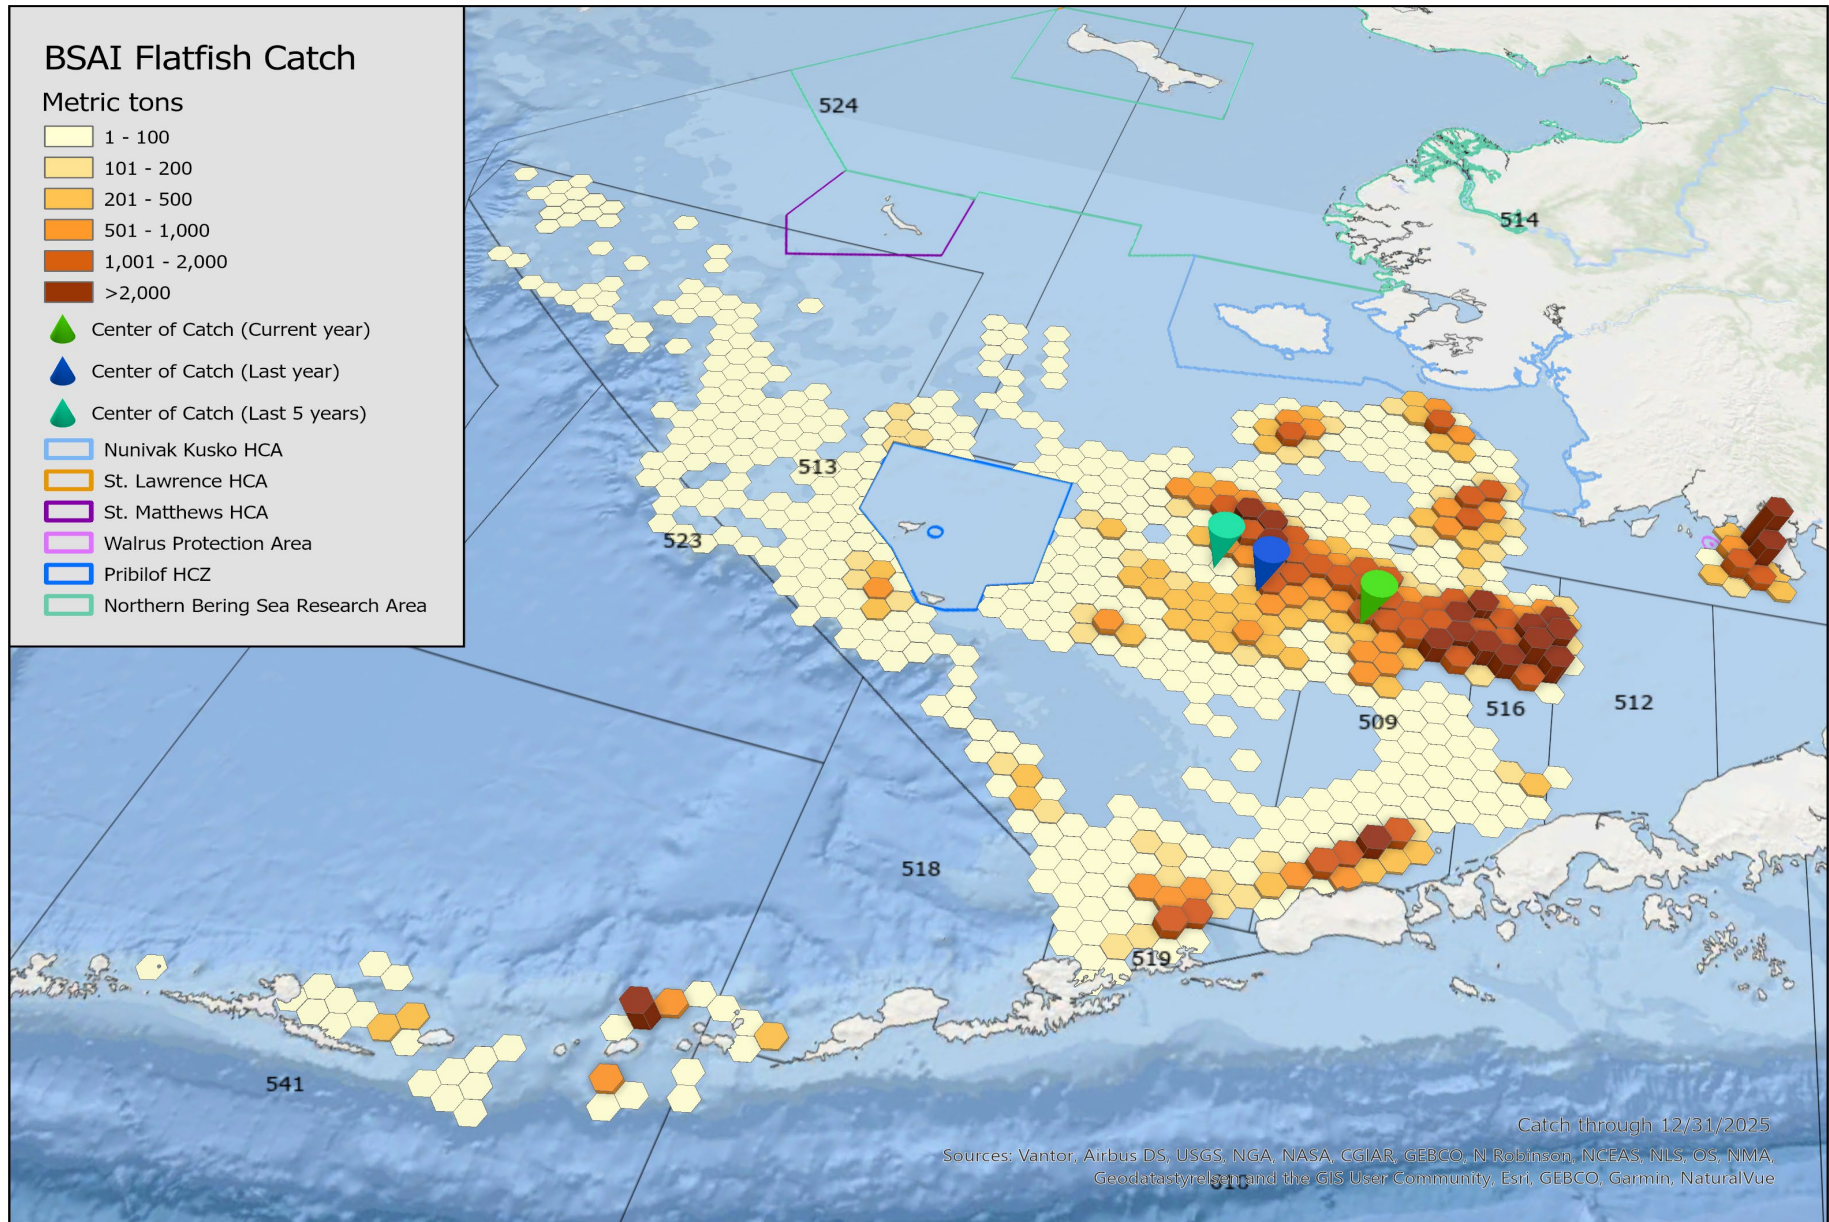 BSAI Flatfish Catch
Metric tons
1 - 100
101 - 200
201 - 500
501 - 1,000
1,001 - 2,000
>2,000
Center of Catch (Current year)
Center of Catch (Last year)
Center of Catch (Last 5 years)
Nunivak Kusko HCA
St. Lawrence HCA
St. Matthews HCA
Walrus Protection Area
Pribilof HCZ
Northern Bering Sea Research Area
524
514
513
523
512
516
509
518
519
541
Catch through 12/31/2025
Sources: Vantor, Airbus DS, USGS, NGA, NASA, CGIAR, GEBCO, N Robinson, NCEAS, NLS, OS, NMA,
Geodatastyrelsen and the GIS User Community, Esri, GEBCO, Garmin, NaturalVue